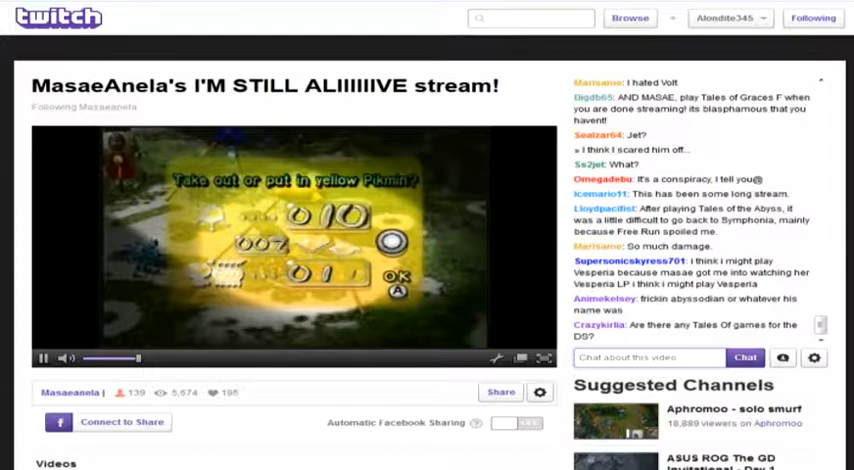 twitch
Browse
Alondite345
Following
MasaeAnela's I'M STILL ALIIIIIIVE stream!
Following Masaeanela
Take out or put in yellow Pikmin?
010
007
01
OK
A
Masaeanela |
139
5,674
195
Share
f Connect to Share
Automatic Facebook Sharing ?
OFF
Videos
Marisame: I hated Volt
Bigdb65: AND MASAE, play Tales of Graces F when
you are done streaming! its blasphamous that you
havent!
Sealzar64: Jet?
» I think I scared him off...
Ss2jet: What?
Omegadebu: It's a conspiracy, I tell you@
Icemario11: This has been some long stream.
Lloydpacifist: After playing Tales of the Abyss, it
was a little difficult to go back to Symphonia, mainly
because Free Run spoiled me.
Marisame: So much damage.
Supersonicskyress701: i think i might play
Vesperia because masae got me into watching her
Vesperia LP i think i might play Vesperia
Animekelsey: frickin abyssodian or whatever his
name was
Crazykirlia: Are there any Tales Of games for the
DS?
Chat about this video
Chat
Suggested Channels
Aphromoo - solo smurf
18,889 viewers on Aphromoo
ASUS ROG The GD
Invitational - Day 1